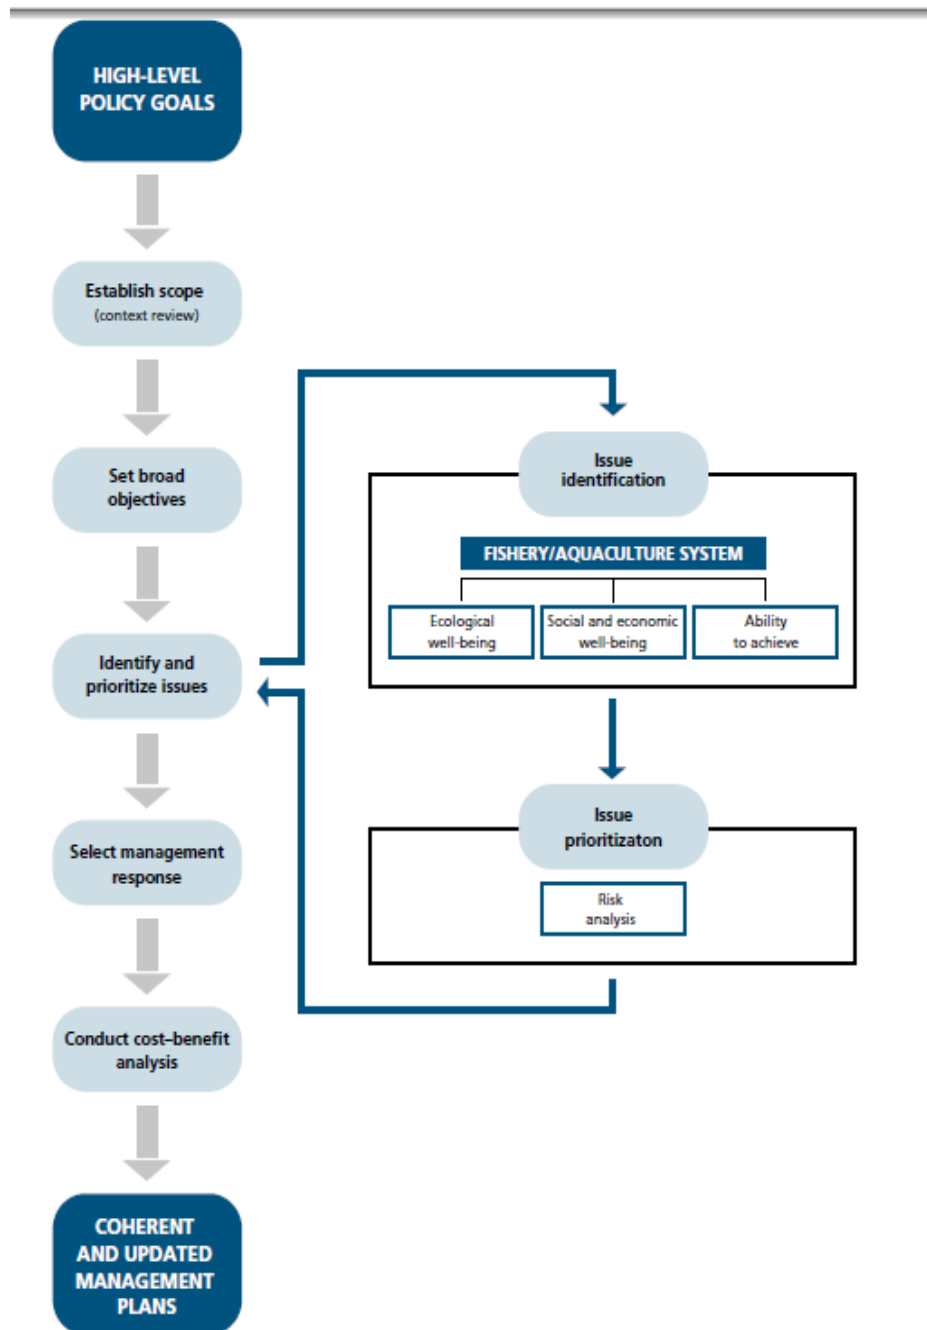 HIGH-LEVEL
POLICY GOALS
Establish scope
(context review)
Set broad
objectives
Identify and
prioritize issues
Select management
response
Conduct cost–benefit
analysis
COHERENT
AND UPDATED
MANAGEMENT
PLANS
Issue
identification
FISHERY/AQUACULTURE SYSTEM
Ecological
well-being
Social and economic
well-being
Ability
to achieve
Issue
prioritizaton
Risk
analysis